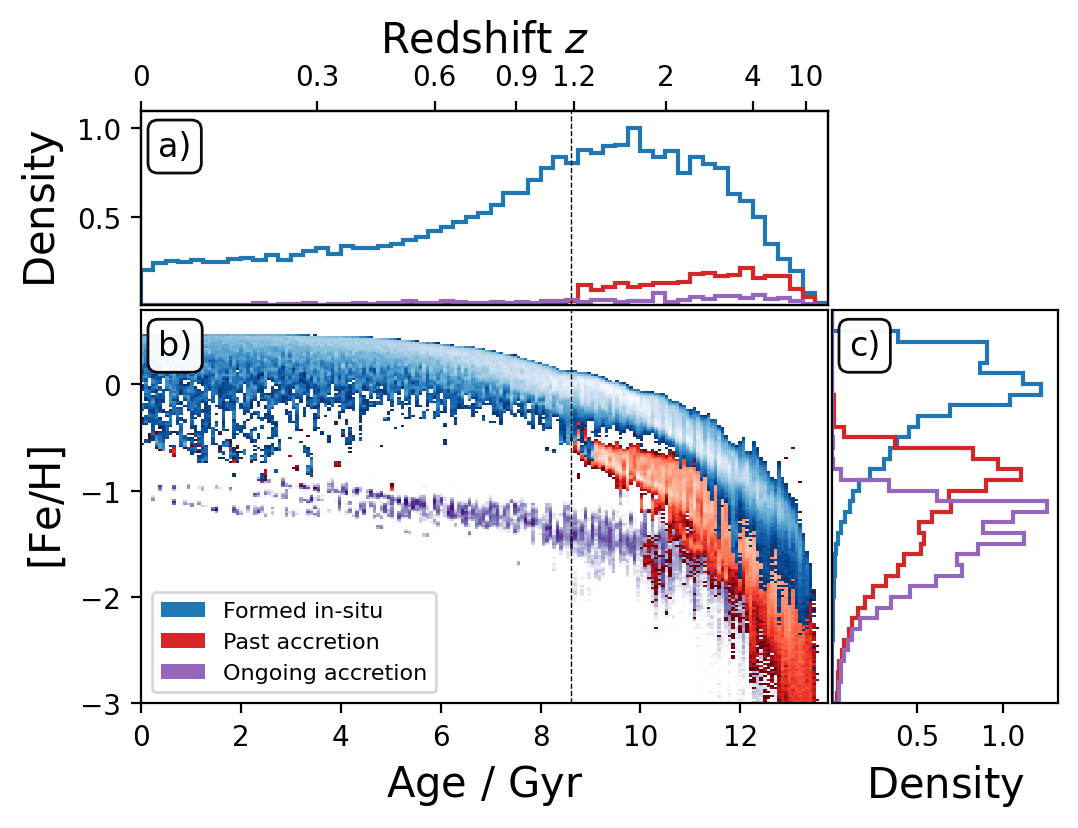 Redshift z
0 0.3 0.6 0.9 1.2 2 4 10
Density
1.0
0.5
a)
[Fe/H]
0
−1
−2
−3
b)
c)
Formed in-situ
Past accretion
Ongoing accretion
0 2 4 6 8 10 12
0.5 1.0
Age / Gyr
Density